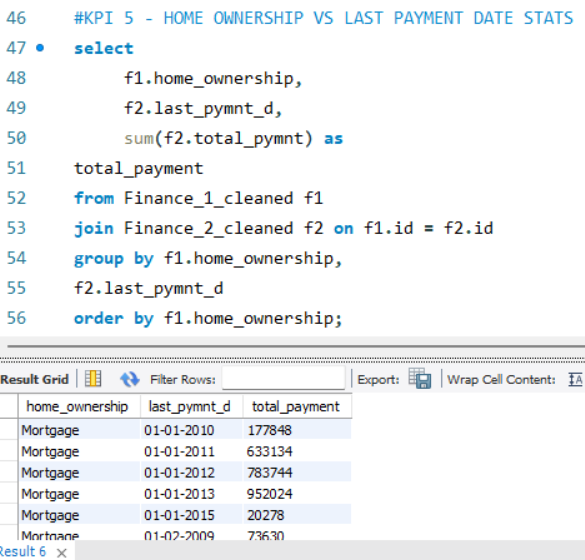 46 #KPI 5 - HOME OWNERSHIP VS LAST PAYMENT DATE STATS
47 select
48 f1.home_ownership,
49 f2.last_pymnt_d,
50 sum(f2.total_pymnt) as
51 total_payment
52 from Finance_1_cleaned f1
53 join Finance_2_cleaned f2 on f1.id = f2.id
54 group by f1.home_ownership,
55 f2.last_pymnt_d
56 order by f1.home_ownership;
Result Grid Filter Rows: Export: Wrap Cell Content:
home_ownership last_pymnt_d total_payment
Mortgage 01-01-2010 177848
Mortgage 01-01-2011 633134
Mortgage 01-01-2012 783744
Mortgage 01-01-2013 952024
Mortgage 01-01-2015 20278
Mortgage 01-02-2009 73630
Result 6